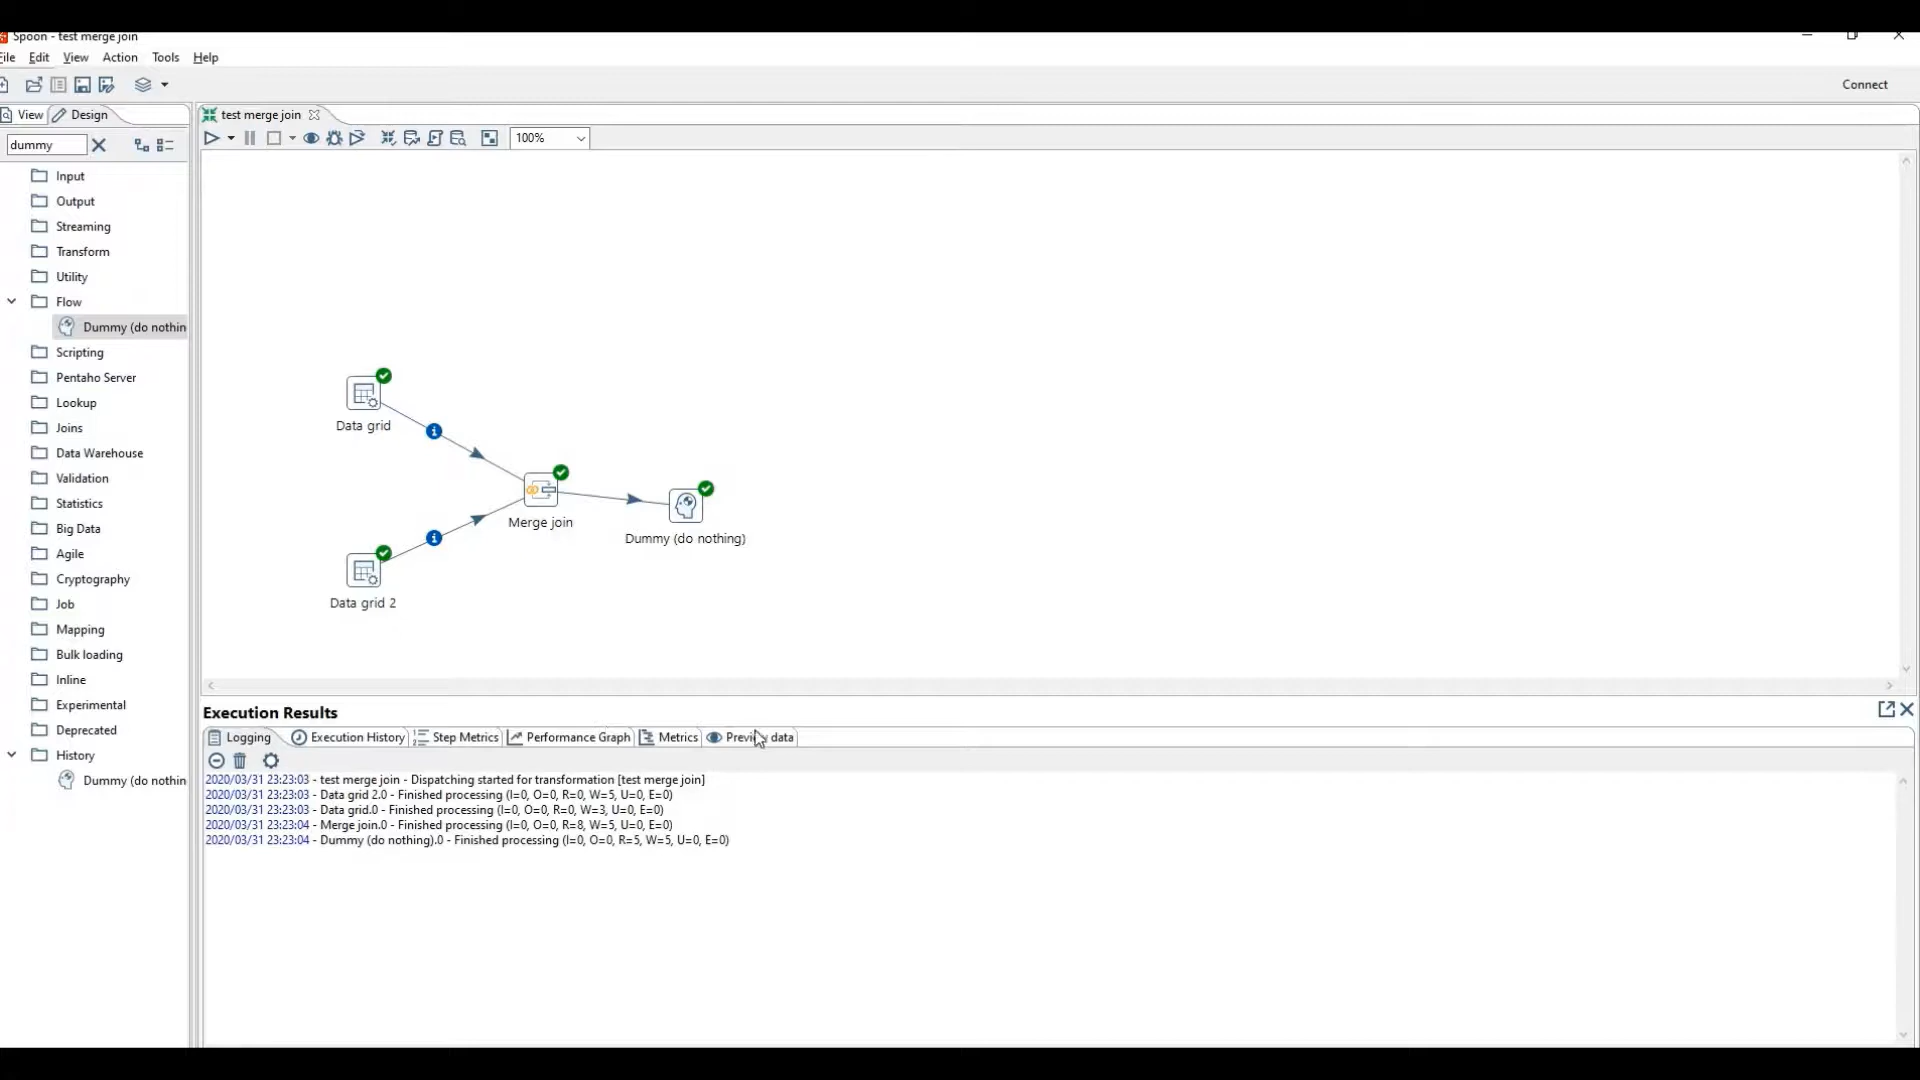 Spoon - test merge join
File Edit View Action Tools Help
Connect
View Design
test merge join
dummy
100%
Input
Output
Streaming
Transform
Utility
Flow
Dummy (do nothin
Scripting
Pentaho Server
Lookup
Joins
Data Warehouse
Validation
Statistics
Big Data
Agile
Cryptography
Job
Mapping
Bulk loading
Inline
Experimental
Deprecated
History
Dummy (do nothin
Data grid
Merge join
Dummy (do nothing)
Data grid 2
Execution Results
Logging Execution History Step Metrics Performance Graph Metrics Preview data
2020/03/31 23:23:03 - test merge join - Dispatching started for transformation [test merge join]
2020/03/31 23:23:03 - Data grid 2.0 - Finished processing (I=0, O=0, R=0, W=5, U=0, E=0)
2020/03/31 23:23:03 - Data grid.0 - Finished processing (I=0, O=0, R=0, W=3, U=0, E=0)
2020/03/31 23:23:04 - Merge join.0 - Finished processing (I=0, O=0, R=8, W=5, U=0, E=0)
2020/03/31 23:23:04 - Dummy (do nothing).0 - Finished processing (I=0, O=0, R=5, W=5, U=0, E=0)